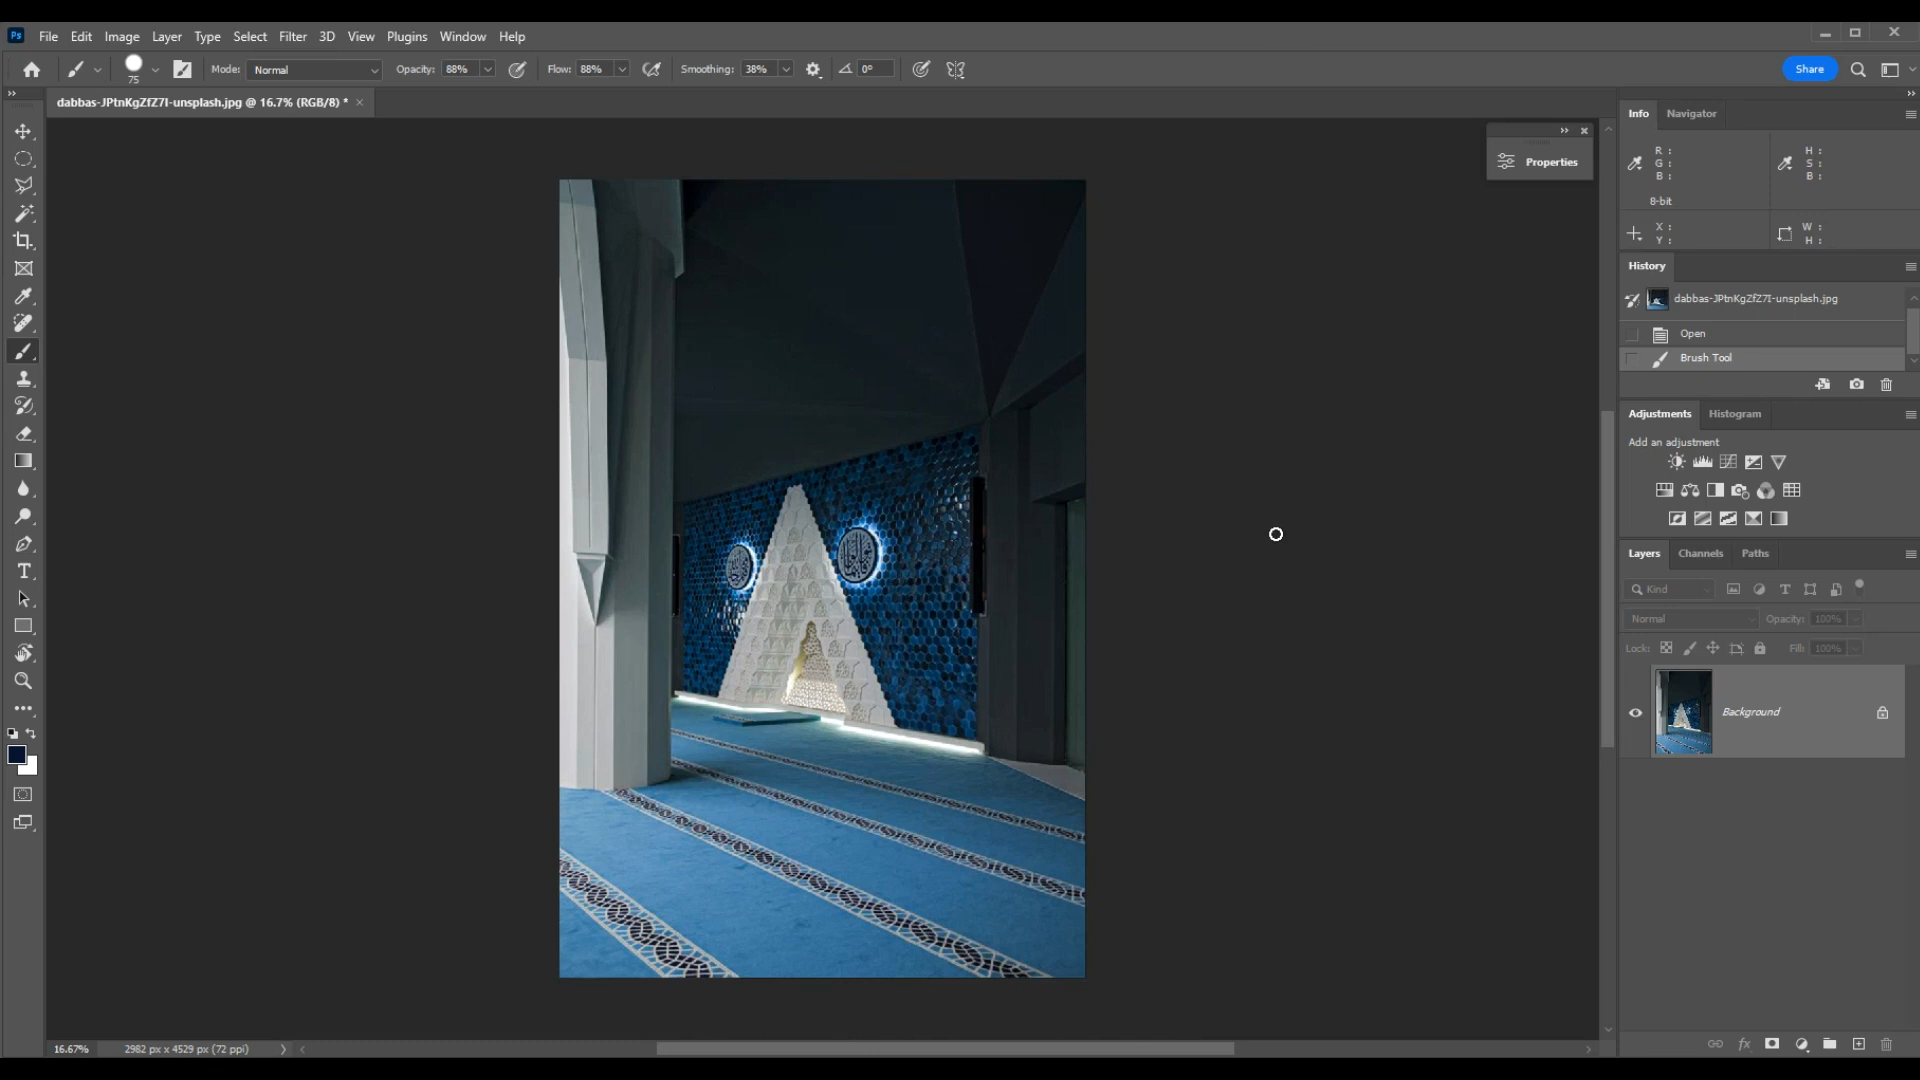 Ps File Edit Image Layer Type Select Filter 3D View Plugins Window Help
75 Mode: Normal Opacity: 88% Flow: 88% Smoothing: 38% 0° Share
dabbas-JPtnKgZfZ7I-unsplash.jpg @ 16.7% (RGB/8) * ×
Properties
Info Navigator
R : H :
G : S :
B : B :
8-bit
X : W :
Y : H :
History
dabbas-JPtnKgZfZ7I-unsplash.jpg
Open
Brush Tool
Adjustments Histogram
Add an adjustment
Layers Channels Paths
Kind
Normal Opacity: 100%
Lock: Fill: 100%
Background
fx
16.67% 2982 px x 4529 px (72 ppi)